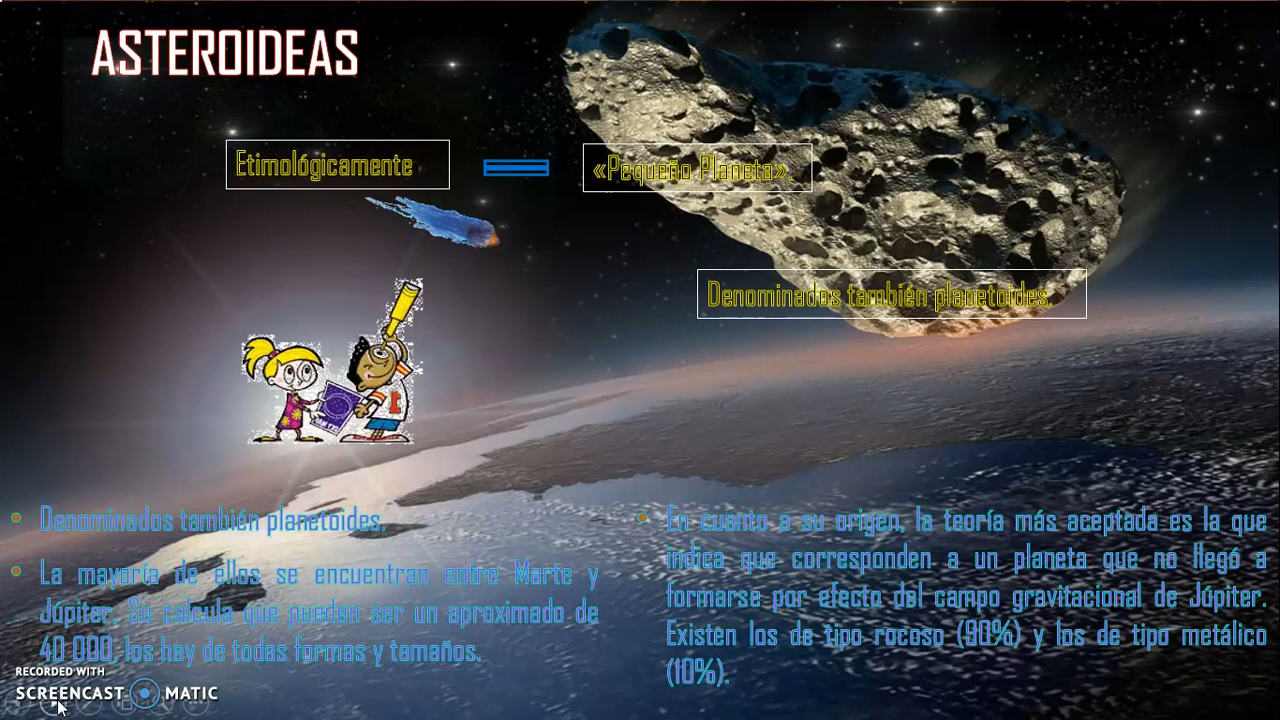 ASTEROIDEAS
Etimológicamente
«Pequeño Planeta».
Denominados también planetoides.
Denominados también planetoides.
La mayoría de ellos se encuentran entre Marte y
Júpiter. Se calcula que pueden ser un aproximado de
40 000, los hay de todas formas y tamaños.
En cuanto a su origen, la teoría más aceptada es la que
indica que corresponden a un planeta que no llegó a
formarse por efecto del campo gravitacional de Júpiter.
Existen los de tipo rocoso (90%) y los de tipo metálico
(10%).
RECORDED WITH
SCREENCAST MATIC